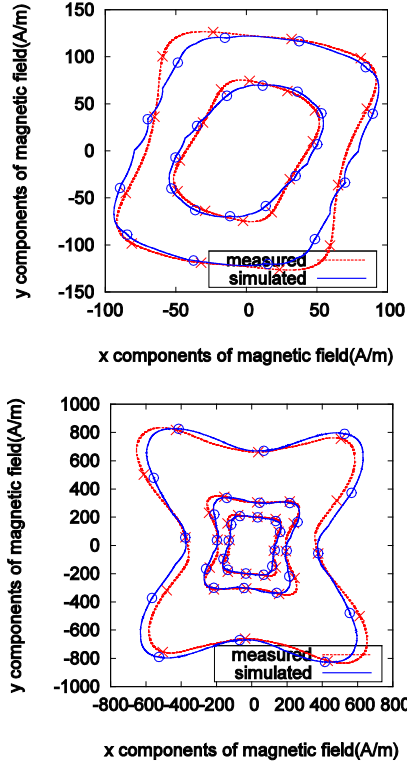 y components of magnetic field(A/m)
150
100
50
0
-50
-100
-150
measured
simulated
-100 -50 0 50 100
x components of magnetic field(A/m)
y components of magnetic field(A/m)
1000
800
600
400
200
0
-200
-400
-600
-800
-1000
measured
simulated
-800-600-400-200 0 200 400 600 800
x components of magnetic field(A/m)